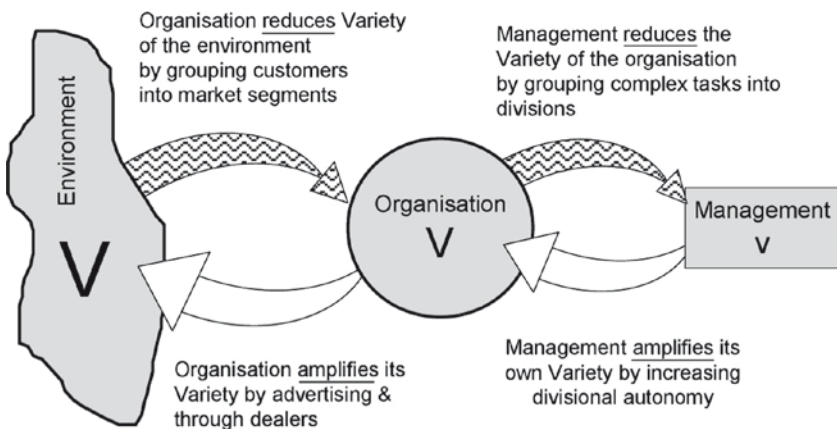 Organisation reduces Variety
of the environment
by grouping customers
into market segments
Management reduces the
Variety of the organisation
by grouping complex tasks into
divisions
Environment
V
Organisation
V
Management
v
Organisation amplifies its
Variety by advertising &
through dealers
Management amplifies its
own Variety by increasing
divisional autonomy